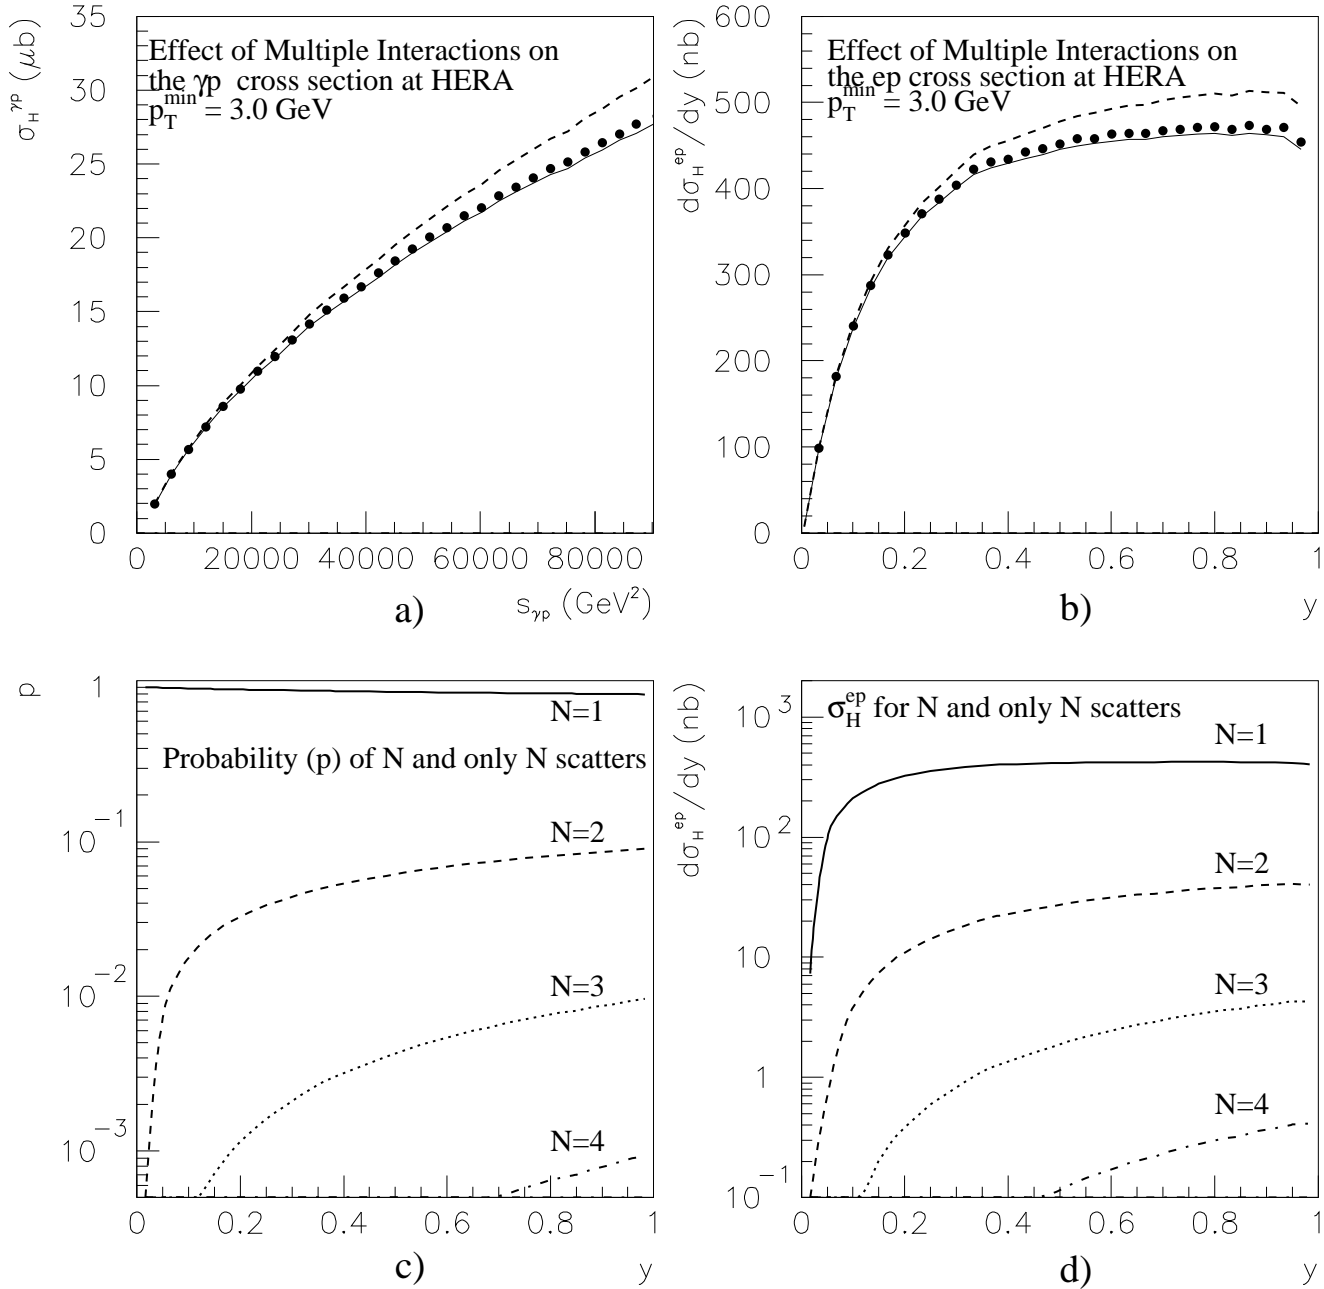 σ_H^γp (μb)
35
30
25
20
15
10
5
0
Effect of Multiple Interactions on
the γp cross section at HERA
p_T^min = 3.0 GeV
0 20000 40000 60000 80000
a) s_γp (GeV²)
dσ_H^ep/dy (nb)
600
500
400
300
200
100
0
Effect of Multiple Interactions on
the ep cross section at HERA
p_T^min = 3.0 GeV
0 0.2 0.4 0.6 0.8 1
b) y
p
1
10^-1
10^-2
10^-3
N=1
Probability (p) of N and only N scatters
N=2
N=3
N=4
0 0.2 0.4 0.6 0.8 1
c) y
dσ_H^ep/dy (nb)
10^3
10^2
10
1
10^-1
σ_H^ep for N and only N scatters
N=1
N=2
N=3
N=4
0 0.2 0.4 0.6 0.8 1
d) y